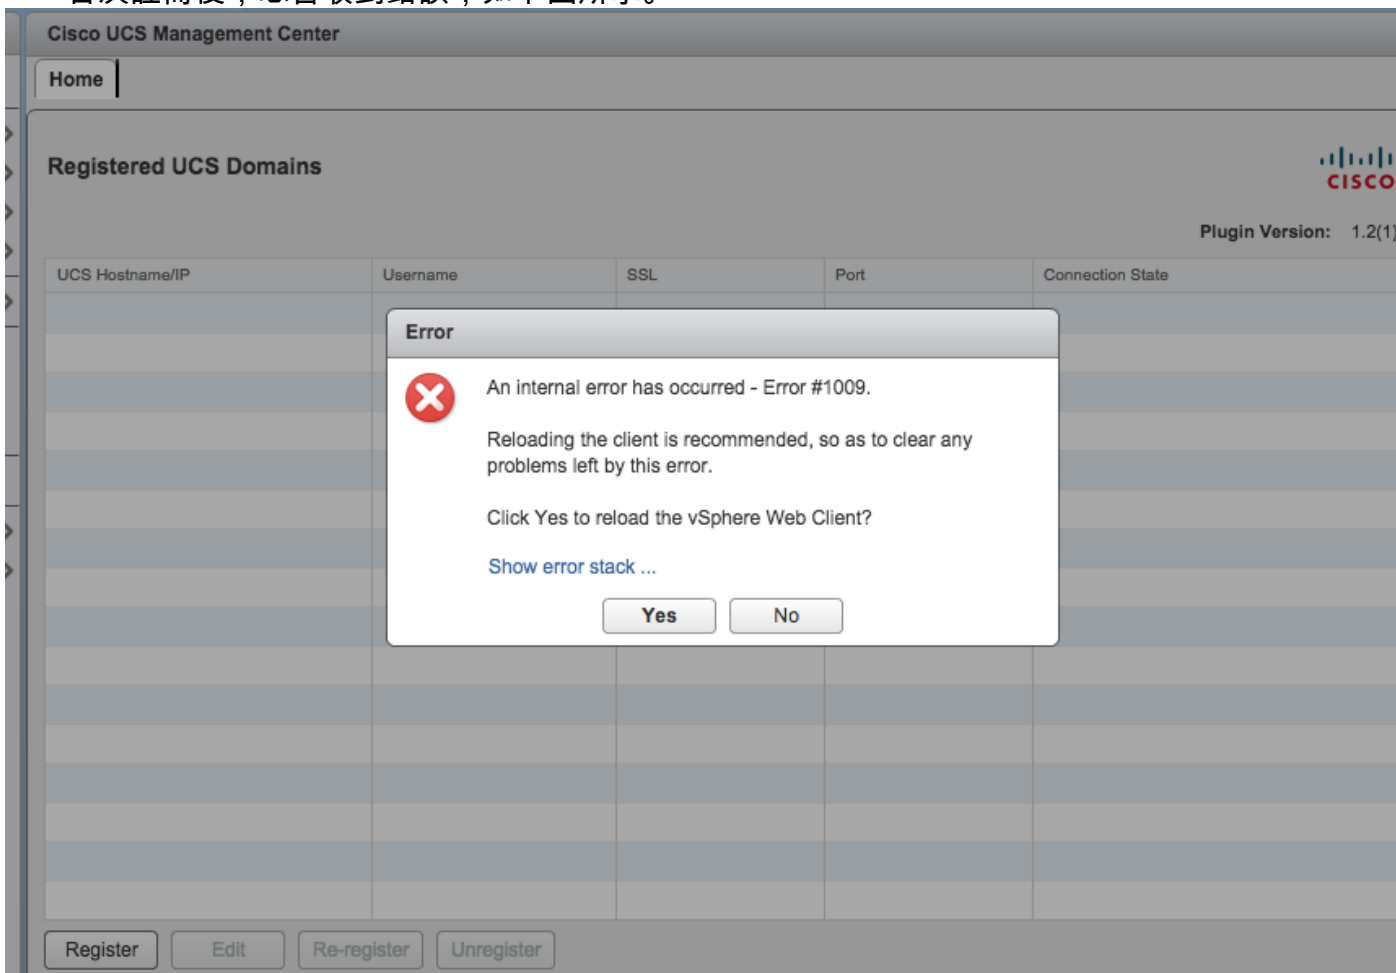 Cisco UCS Management Center
Home
Registered UCS Domains
CISCO
Plugin Version: 1.2(1)
UCS Hostname/IP Username SSL Port Connection State
Error
An internal error has occurred - Error #1009.
Reloading the client is recommended, so as to clear any
problems left by this error.
Click Yes to reload the vSphere Web Client?
Show error stack ...
Yes No
Register Edit Re-register Unregister